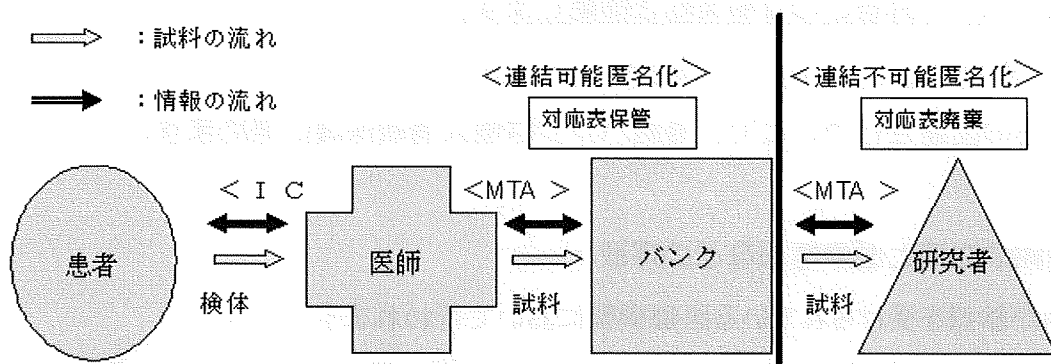 ：試料の流れ
：情報の流れ
＜連結可能匿名化＞
対応表保管
＜連結不可能匿名化＞
対応表廃棄
＜ＩＣ
＜MTA ＞
＜MTA ＞
患者
医師
バンク
研究者
検体
試料
試料